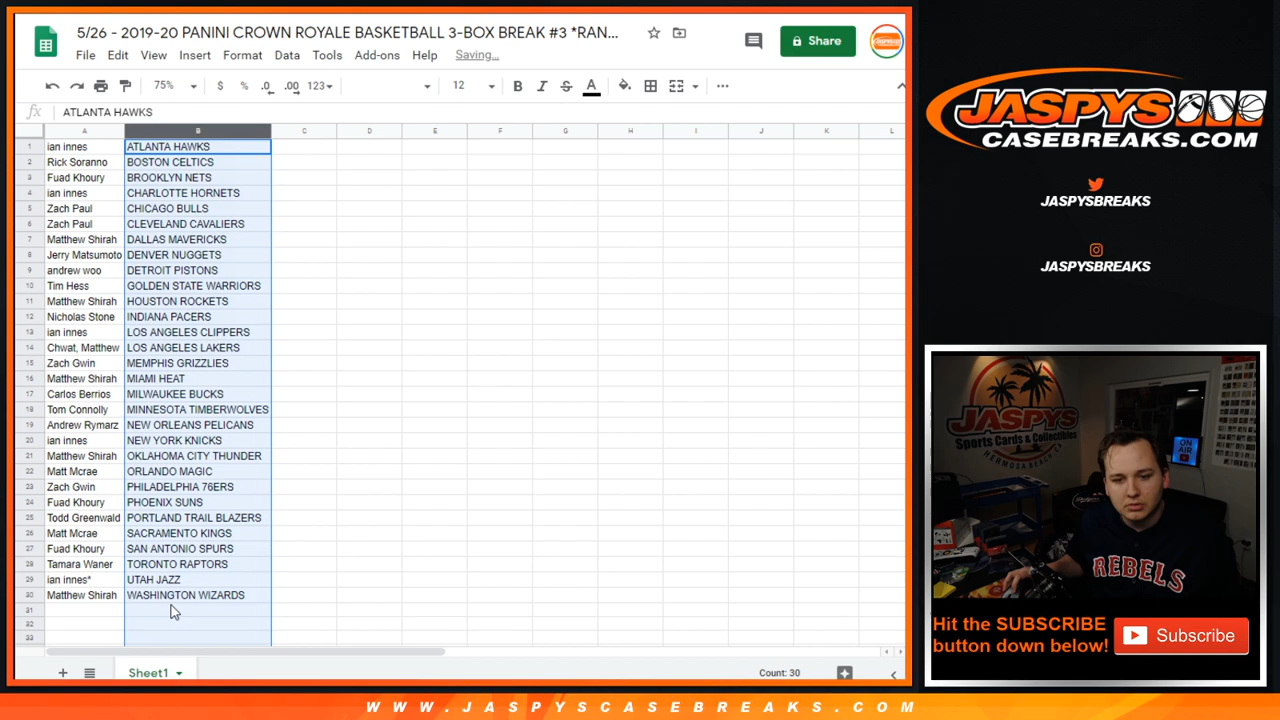 5/26 - 2019-20 PANINI CROWN ROYALE BASKETBALL 3-BOX BREAK #3 *RAN...
File Edit View Insert Format Data Tools Add-ons Help Saving...
Share
75% $ % .0 .00 123 12 B I S A
fx ATLANTA HAWKS
A B C D E F G H I J K L
1 ian innes ATLANTA HAWKS
2 Rick Soranno BOSTON CELTICS
3 Fuad Khoury BROOKLYN NETS
4 ian innes CHARLOTTE HORNETS
5 Zach Paul CHICAGO BULLS
6 Zach Paul CLEVELAND CAVALIERS
7 Matthew Shirah DALLAS MAVERICKS
8 Jerry Matsumoto DENVER NUGGETS
9 andrew woo DETROIT PISTONS
10 Tim Hess GOLDEN STATE WARRIORS
11 Matthew Shirah HOUSTON ROCKETS
12 Nicholas Stone INDIANA PACERS
13 ian innes LOS ANGELES CLIPPERS
14 Chwat, Matthew LOS ANGELES LAKERS
15 Zach Gwin MEMPHIS GRIZZLIES
16 Matthew Shirah MIAMI HEAT
17 Carlos Berrios MILWAUKEE BUCKS
18 Tom Connolly MINNESOTA TIMBERWOLVES
19 Andrew Rymarz NEW ORLEANS PELICANS
20 ian innes NEW YORK KNICKS
21 Matthew Shirah OKLAHOMA CITY THUNDER
22 Matt Mcrae ORLANDO MAGIC
23 Zach Gwin PHILADELPHIA 76ERS
24 Fuad Khoury PHOENIX SUNS
25 Todd Greenwald PORTLAND TRAIL BLAZERS
26 Matt Mcrae SACRAMENTO KINGS
27 Fuad Khoury SAN ANTONIO SPURS
28 Tamara Waner TORONTO RAPTORS
29 ian innes* UTAH JAZZ
30 Matthew Shirah WASHINGTON WIZARDS
31
32
33
Sheet1
Count: 30
JASPYS
CASEBREAKS.COM
JASPYSBREAKS
JASPYSBREAKS
JASPYS
Sports Cards & Collectibles
HERMOSA BEACH, CA
ON AIR
REBELS
Hit the SUBSCRIBE
button down below!
Subscribe
WWW.JASPYSCASEBREAKS.COM